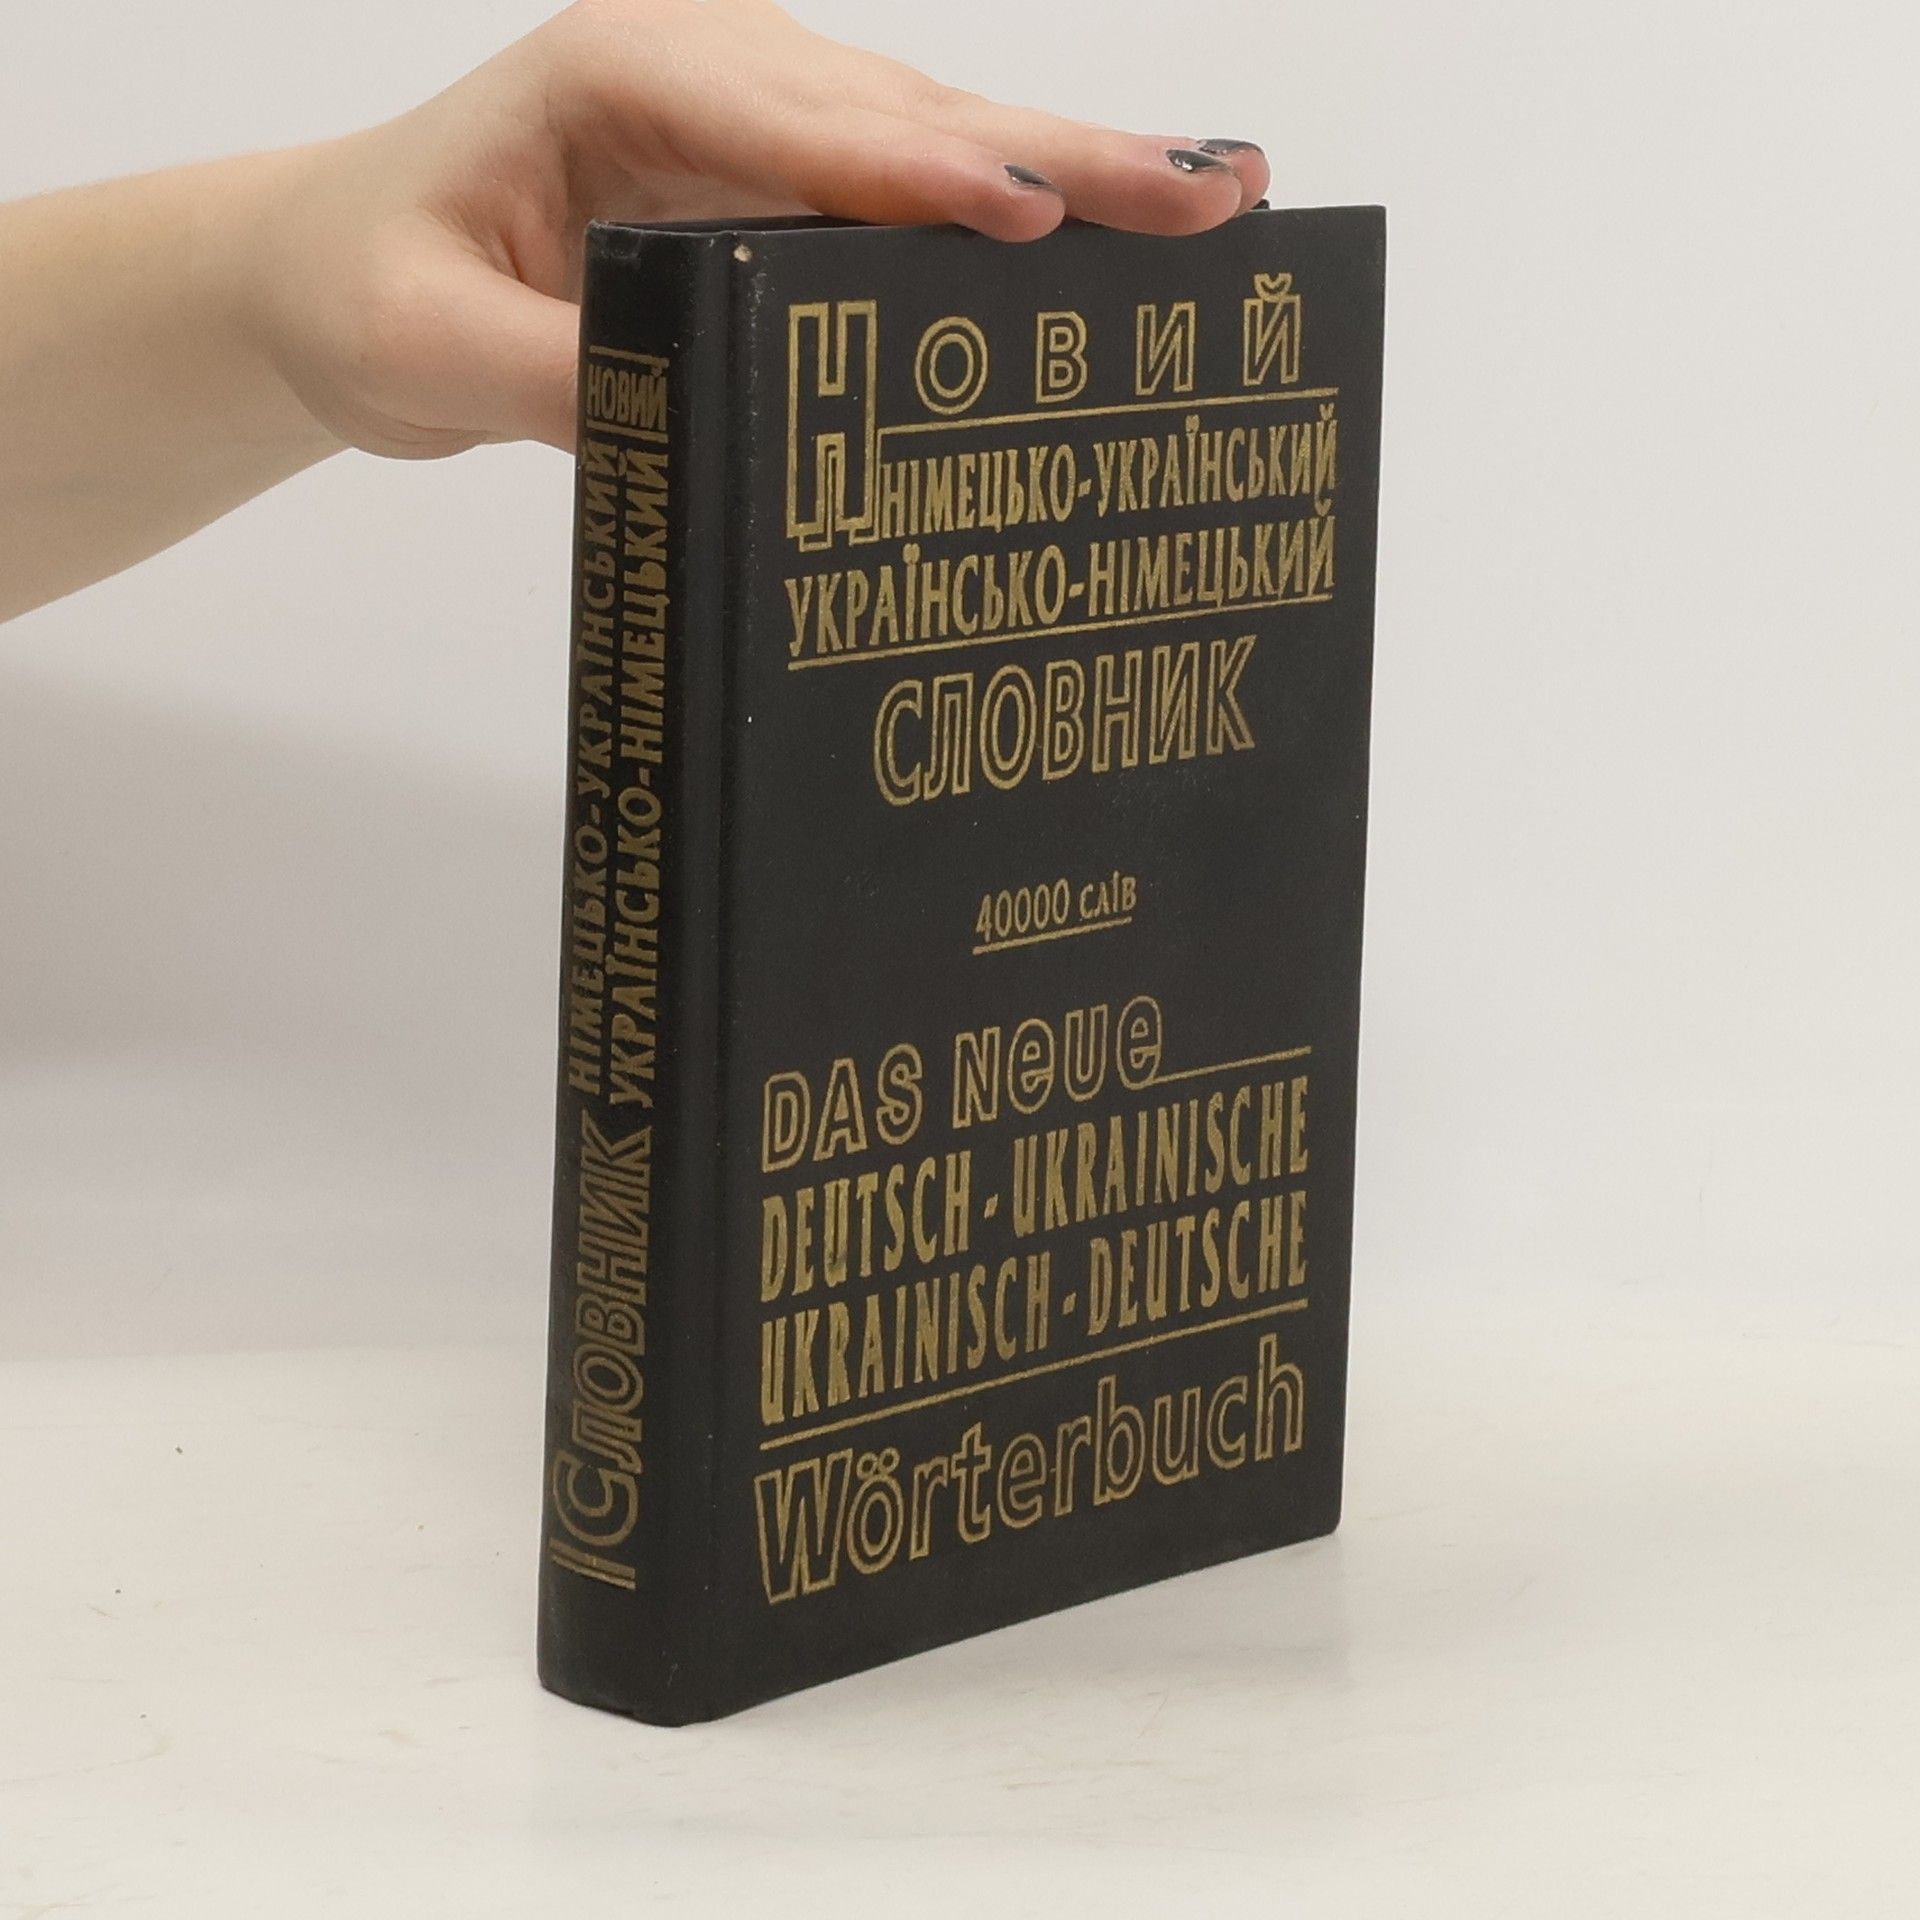 НОВИЙ
НІМЕЦЬКО-УКРАЇНСЬКИЙ
УКРАЇНСЬКО-НІМЕЦЬКИЙ
СЛОВНИК
40000 СЛІВ
DAS Neue
DEUTSCH-UKRAINISCHE
UKRAINISCH-DEUTSCHE
Wörterbuch
СЛОВНИК
НІМЕЦЬКО-УКРАЇНСЬКИЙ
УКРАЇНСЬКО-НІМЕЦЬКИЙ
НОВИЙ